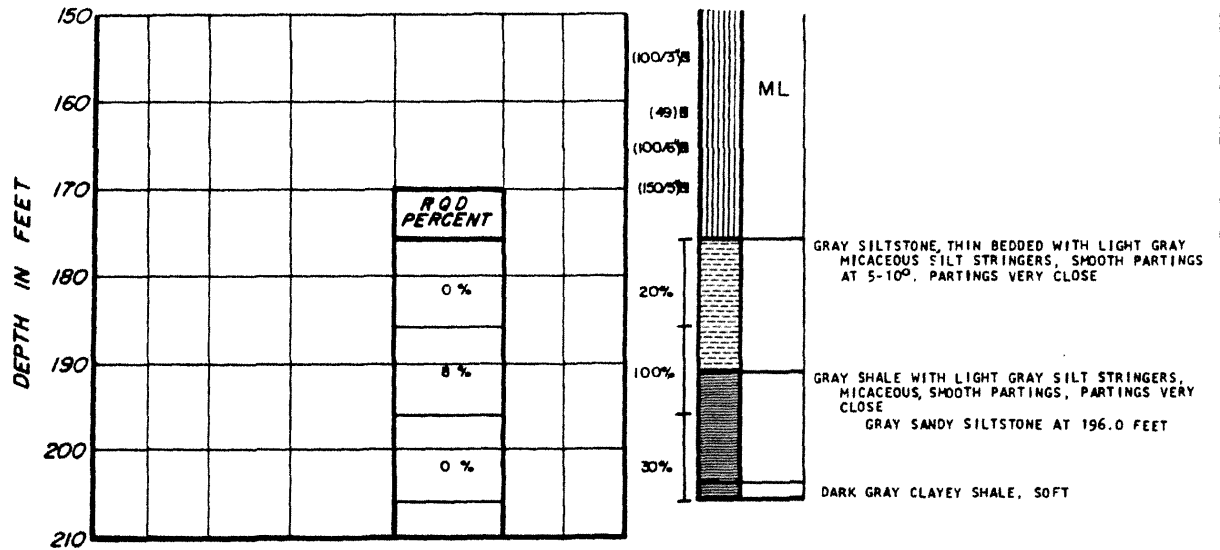 150
160
170
180
190
200
210
DEPTH IN FEET
RQD
PERCENT
0 %
8 %
0 %
(100/3")
(49)
(100/6")
(150/5")
20%
100%
30%
ML
GRAY SILTSTONE, THIN BEDDED WITH LIGHT GRAY
MICACEOUS SILT STRINGERS, SMOOTH PARTINGS
AT 5-10°. PARTINGS VERY CLOSE
GRAY SHALE WITH LIGHT GRAY SILT STRINGERS,
MICACEOUS, SMOOTH PARTINGS, PARTINGS VERY
CLOSE
GRAY SANDY SILTSTONE AT 196.0 FEET
DARK GRAY CLAYEY SHALE, SOFT